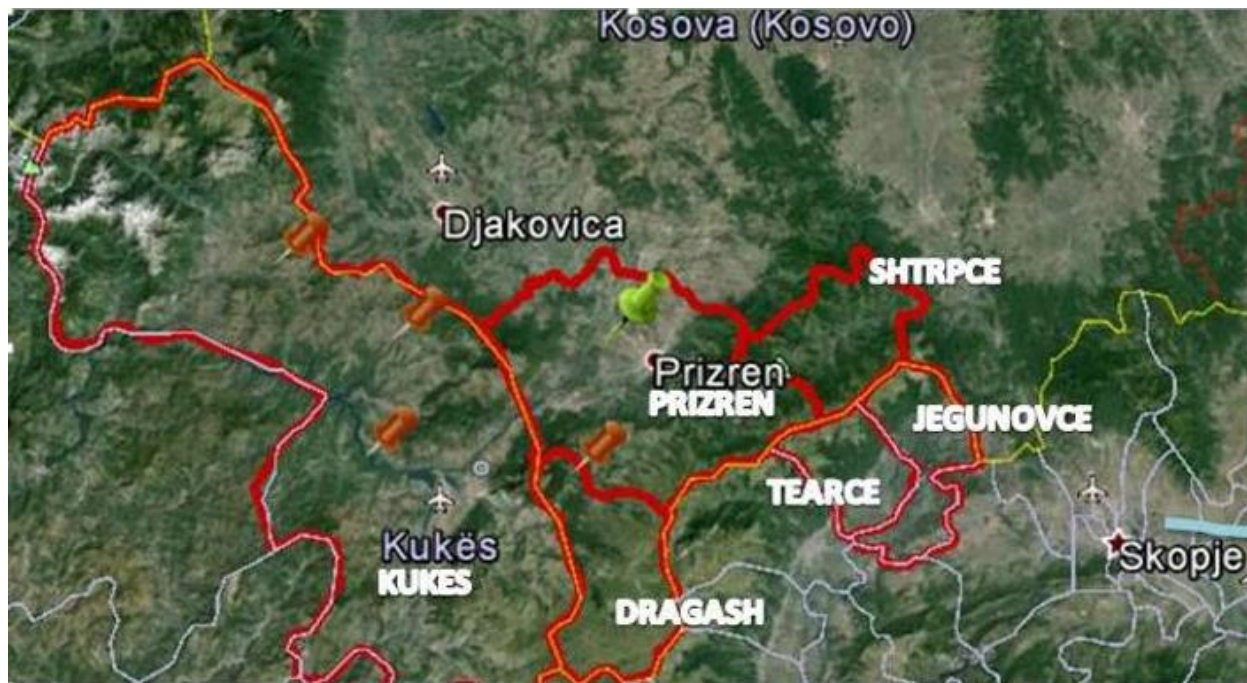 Kosova (Kosovo)
Djakovica
SHTRPCE
Prizren
PRIZREN
JEGUNOVCE
TEARCE
Kukës
KUKES
Skopje
DRAGASH